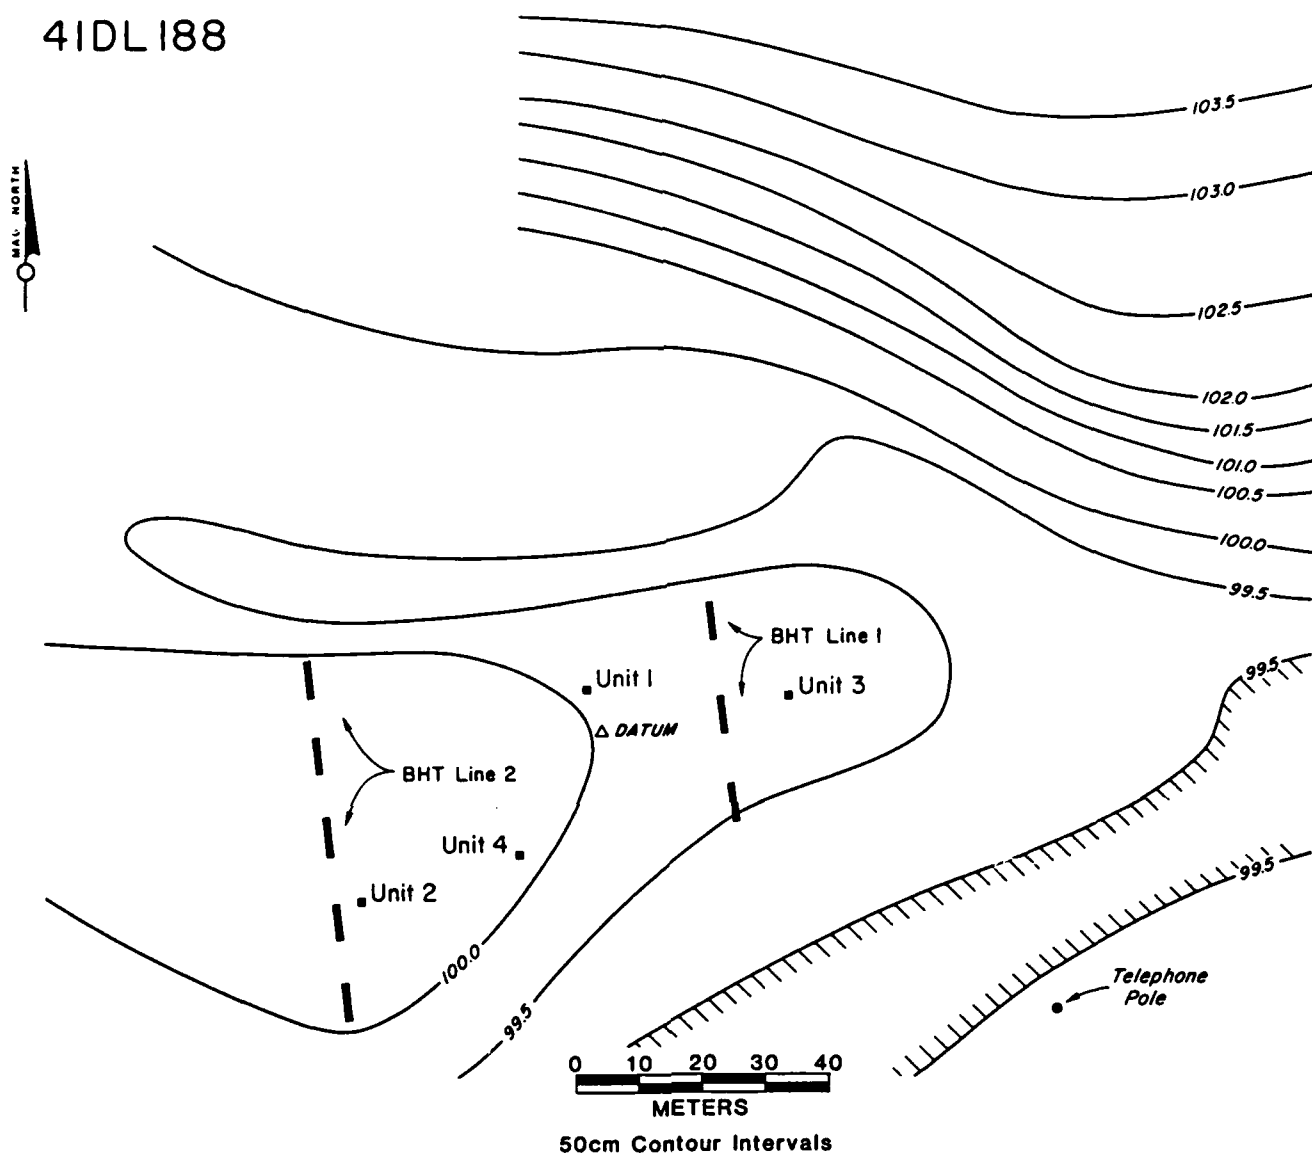 41DL188
MAG NORTH
103.5
103.0
102.5
102.0
101.5
101.0
100.5
100.0
99.5
BHT Line 1
Unit 1
Unit 3
99.5
DATUM
BHT Line 2
Unit 4
99.5
Unit 2
100.0
Telephone
Pole
99.5
0 10 20 30 40
METERS
50cm Contour Intervals